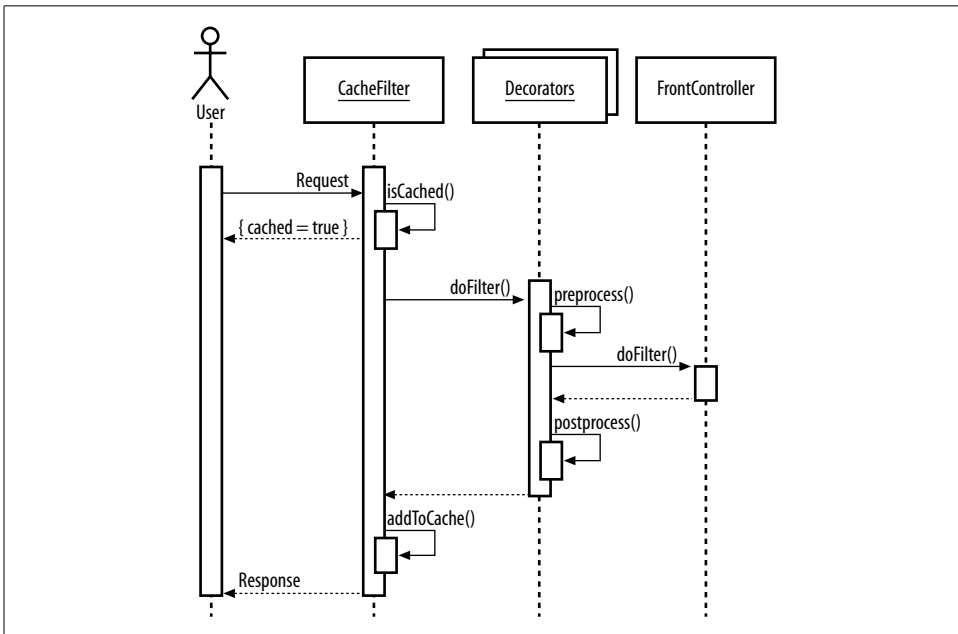 User
CacheFilter
Decorators
FrontController
Request
isCached()
{ cached = true }
doFilter()
preprocess()
doFilter()
postprocess()
addToCache()
Response